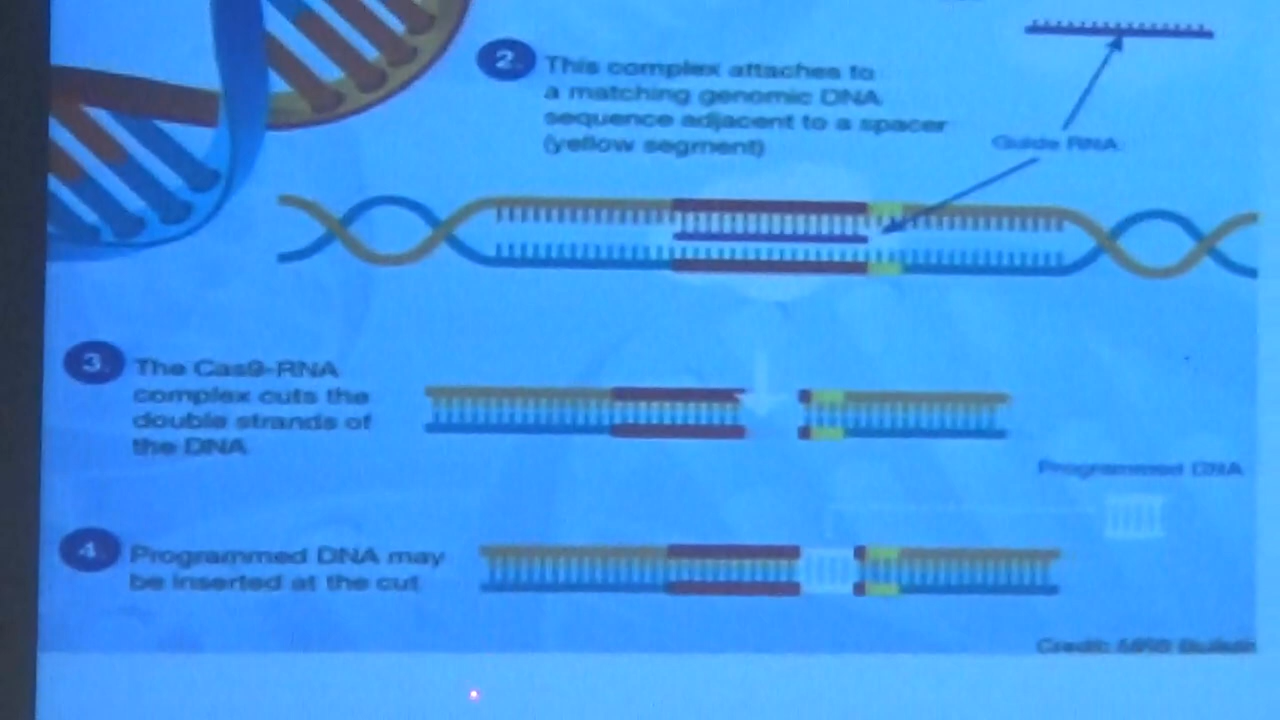 2.
This complex attaches to
a matching genomic DNA
sequence adjacent to a spacer
(yellow segment)
Guide RNA
3.
The Cas9-RNA
complex cuts the
double strands of
the DNA
Programmed DNA
4.
Programmed DNA may
be inserted at the cut
Credit: Bulletin